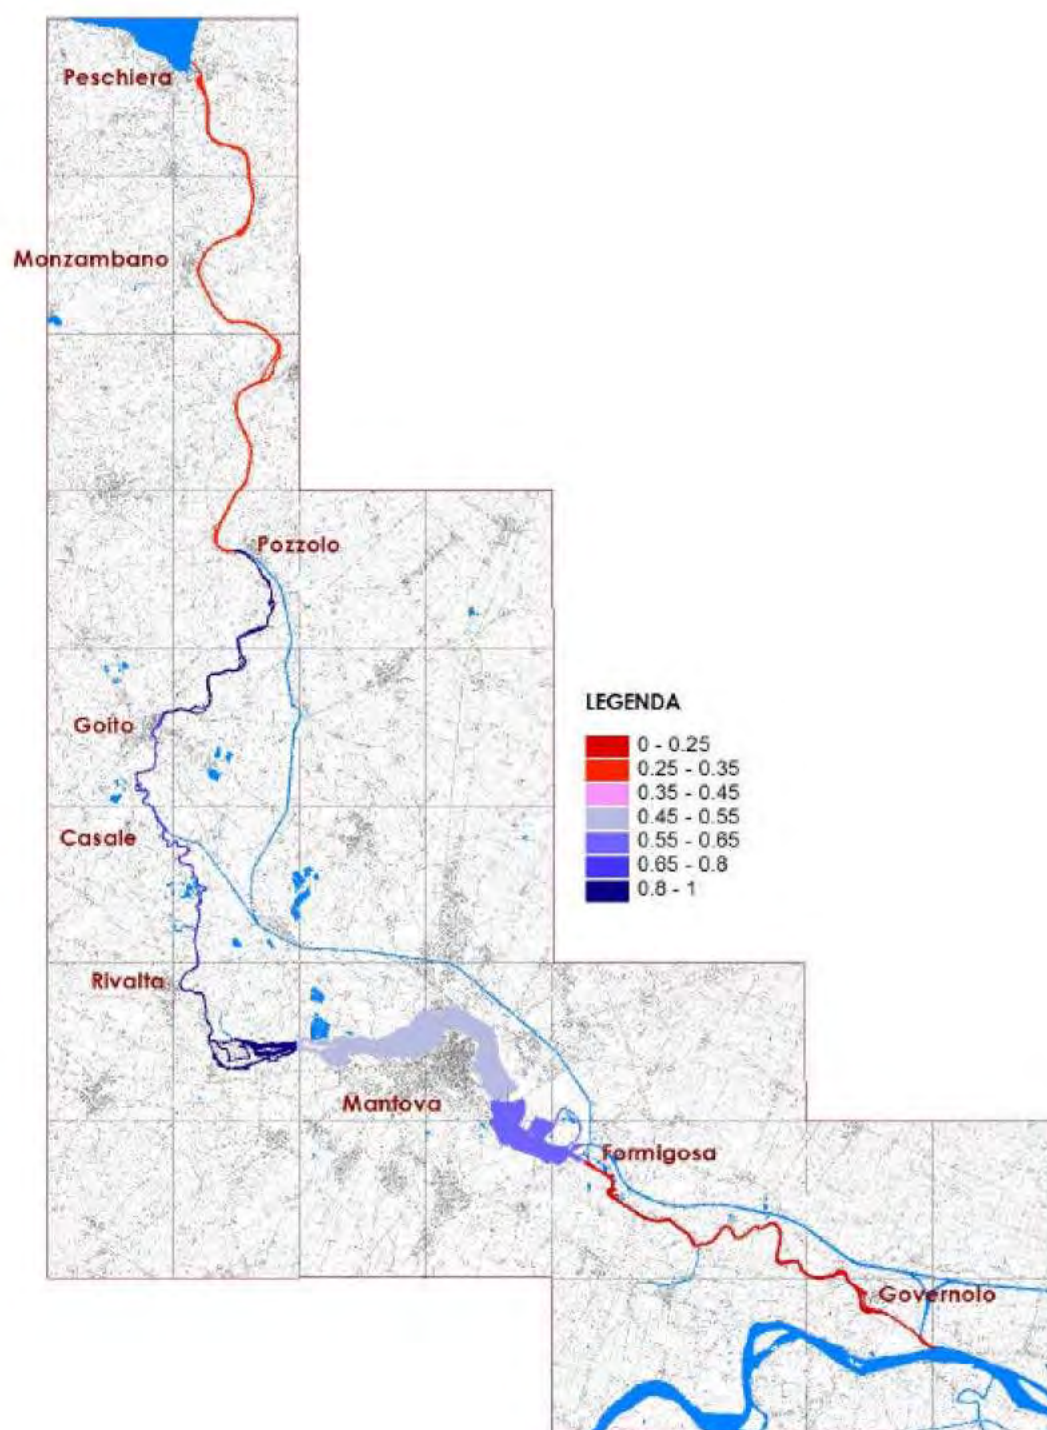 Peschiera
Monzambano
Pozzolo
Goito
LEGENDA
0 - 0.25
0.25 - 0.35
0.35 - 0.45
0.45 - 0.55
0.55 - 0.65
0.65 - 0.8
0.8 - 1
Casale
Rivalta
Mantova
Formigosa
Governolo